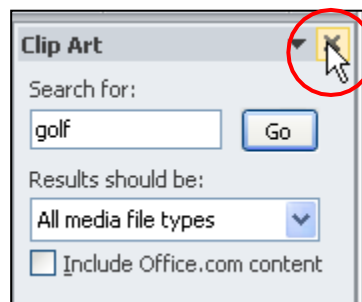 Clip Art
Search for:
golf Go
Results should be:
All media file types
Include Office.com content